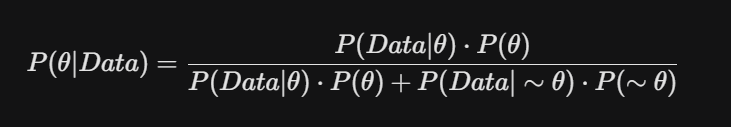 P(θ|Data) = P(Data|θ) · P(θ) / P(Data|θ) · P(θ) + P(Data| ∼ θ) · P(∼ θ)